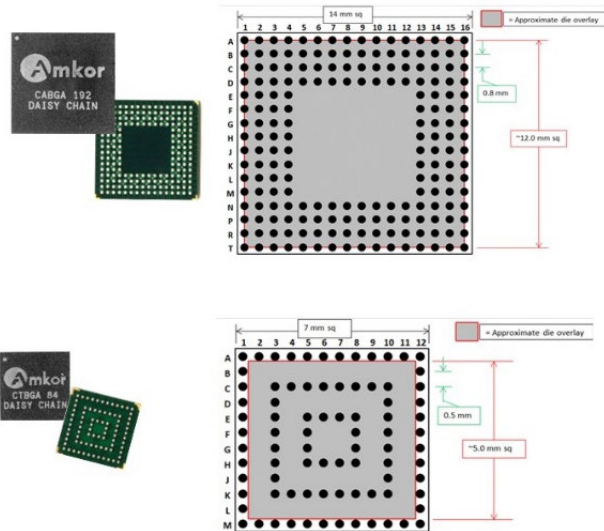 14 mm sq
= Approximate die overlay
1 2 3 4 5 6 7 8 9 10 11 12 13 14 15 16
A
B
C
D
E
F
G
H
J
K
L
M
N
P
R
T
0.8 mm
~12.0 mm sq
Amkor
CABGA 192
DAISY CHAIN
7 mm sq
= Approximate die overlay
1 2 3 4 5 6 7 8 9 10 11 12
A
B
C
D
E
F
G
H
J
K
L
M
0.5 mm
~5.0 mm sq
Amkor
CTBGA 84
DAISY CHAIN